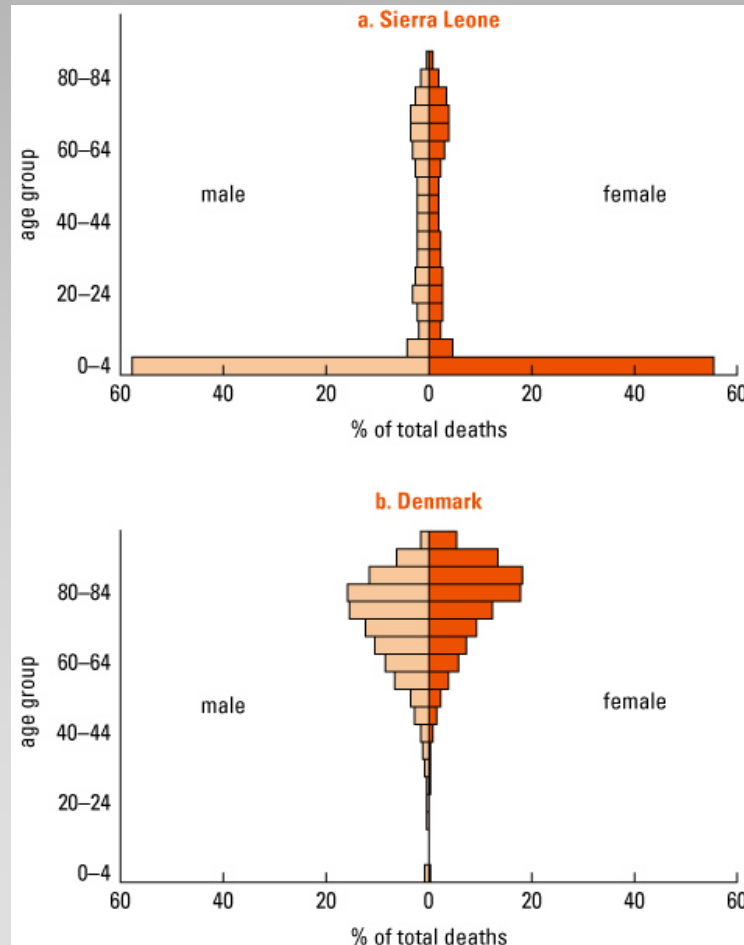 a. Sierra Leone
80–84
60–64
40–44
20–24
0–4
age group
male
female
60 40 20 0 20 40 60
% of total deaths
b. Denmark
80–84
60–64
40–44
20–24
0–4
age group
male
female
60 40 20 0 20 40 60
% of total deaths